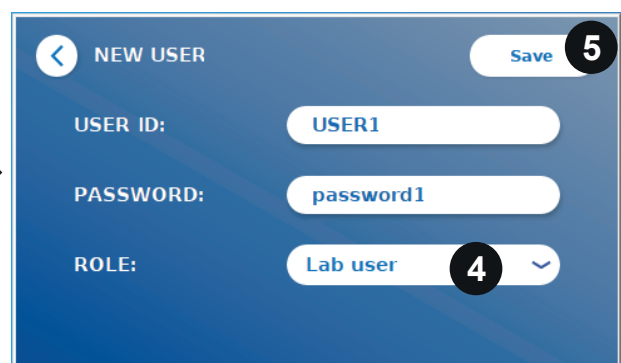 NEW USER Save 5
USER ID: USER1
PASSWORD: password1
ROLE: Lab user 4